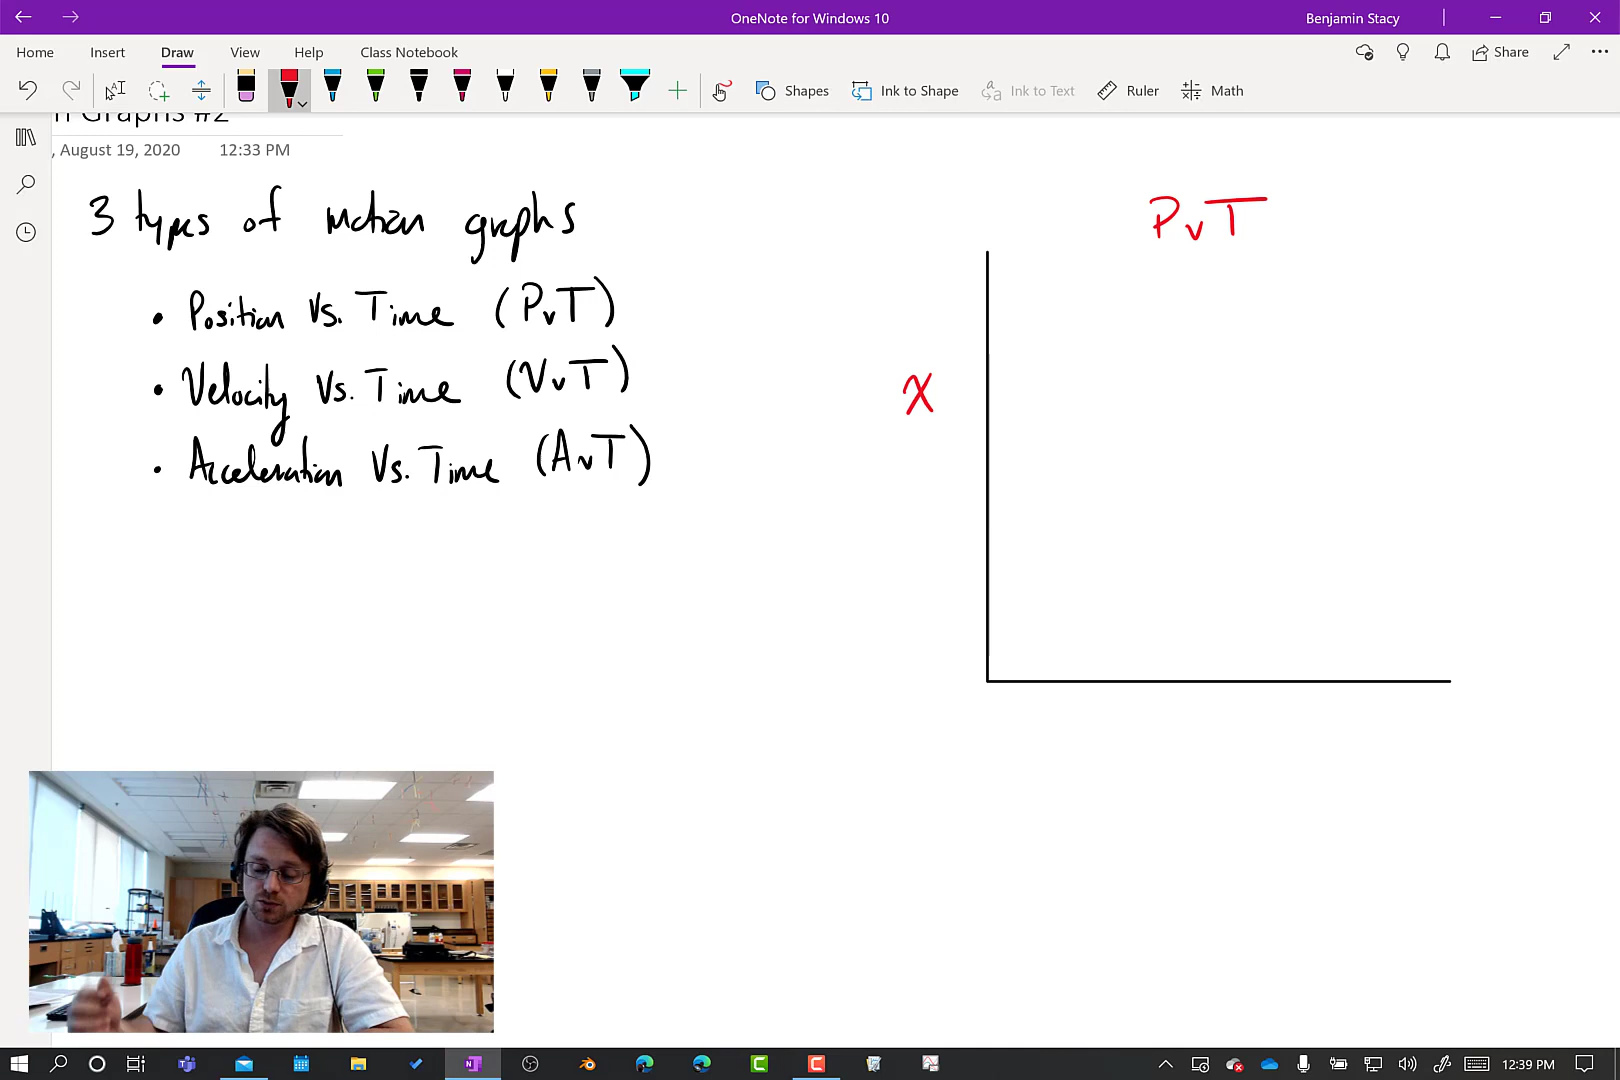 OneNote for Windows 10
Benjamin Stacy
Home Insert Draw View Help Class Notebook
Share
Shapes Ink to Shape Ink to Text Ruler Math
n Graphs #2
, August 19, 2020 12:33 PM
3 types of motion graphs
• Position Vs. Time (PvT)
• Velocity Vs. Time (VvT)
• Acceleration Vs. Time (AvT)
PvT
X
12:39 PM